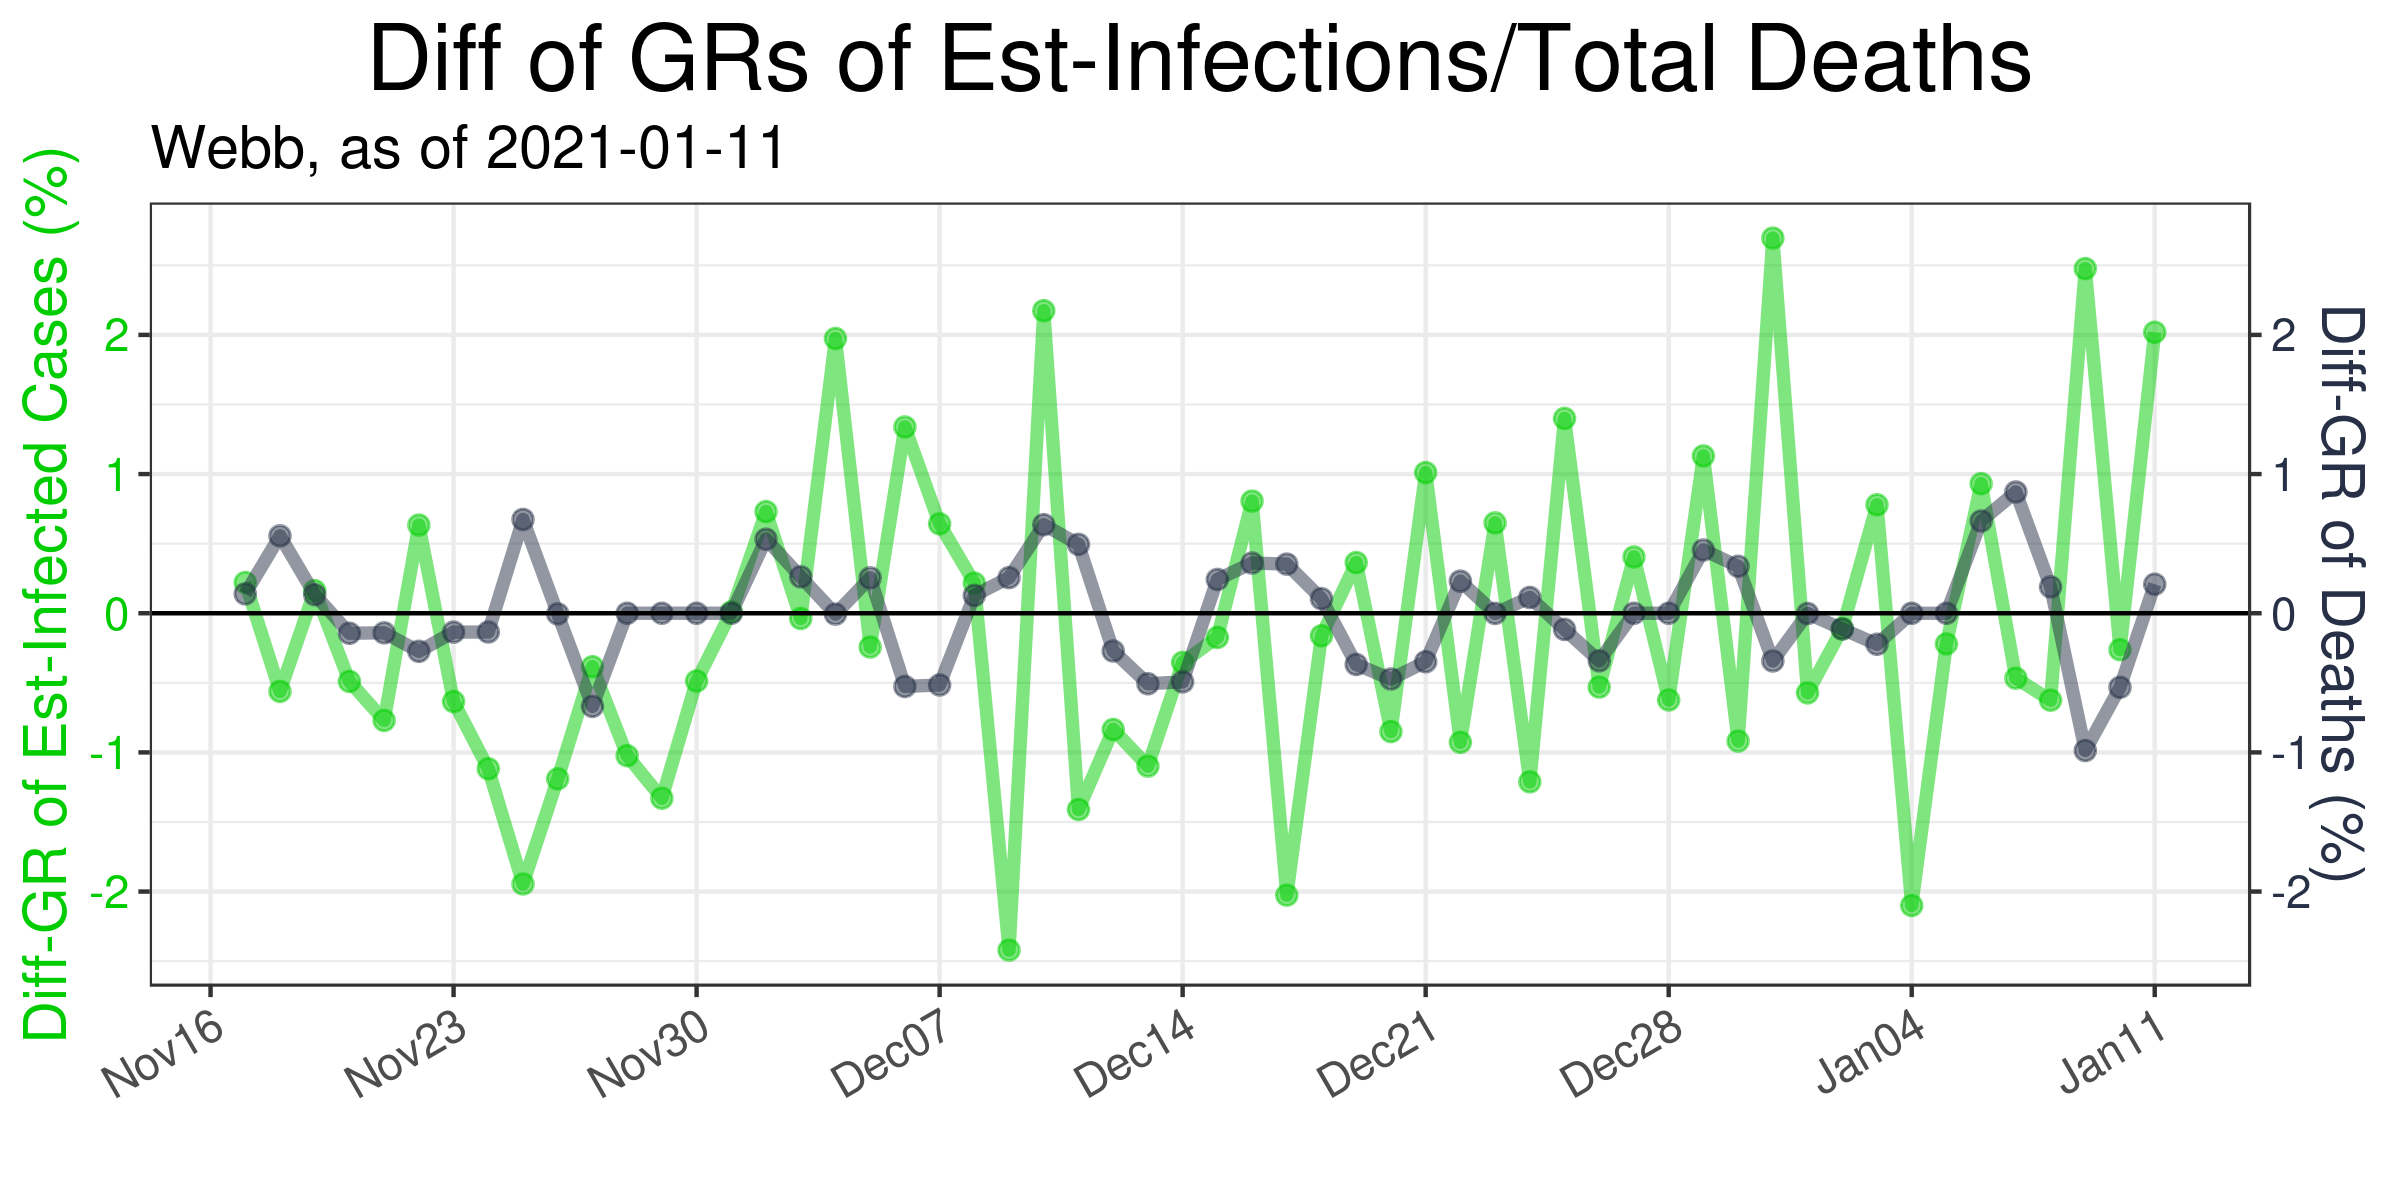 Diff of GRs of Est-Infections/Total Deaths
Webb, as of 2021-01-11
Diff-GR of Est-Infected Cases (%)
2
1
0
-1
-2
2
1
0
-1
-2
Diff-GR of Deaths (%)
Nov16
Nov23
Nov30
Dec07
Dec14
Dec21
Dec28
Jan04
Jan11